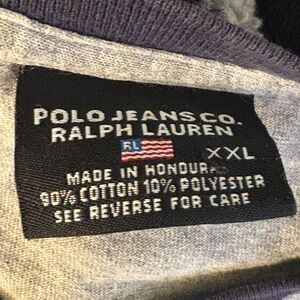 POLO JEANS CO.
RALPH LAUREN
RL XXL
MADE IN HONDURAS
90% COTTON 10% POLYESTER
SEE REVERSE FOR CARE